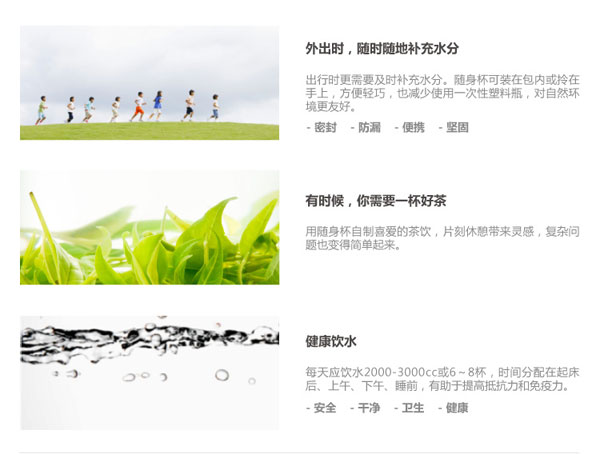 外出时，随时随地补充水分
出行时更需要及时补充水分。随身杯可装在包内或拎在
手上，方便轻巧，也减少使用一次性塑料瓶，对自然环
境更友好。
- 密封 - 防漏 - 便携 - 坚固
有时候，你需要一杯好茶
用随身杯自制喜爱的茶饮，片刻休憩带来灵感，复杂问
题也变得简单起来。
健康饮水
每天应饮水2000-3000cc或6～8杯，时间分配在起床
后、上午、下午、睡前，有助于提高抵抗力和免疫力。
- 安全 - 干净 - 卫生 - 健康